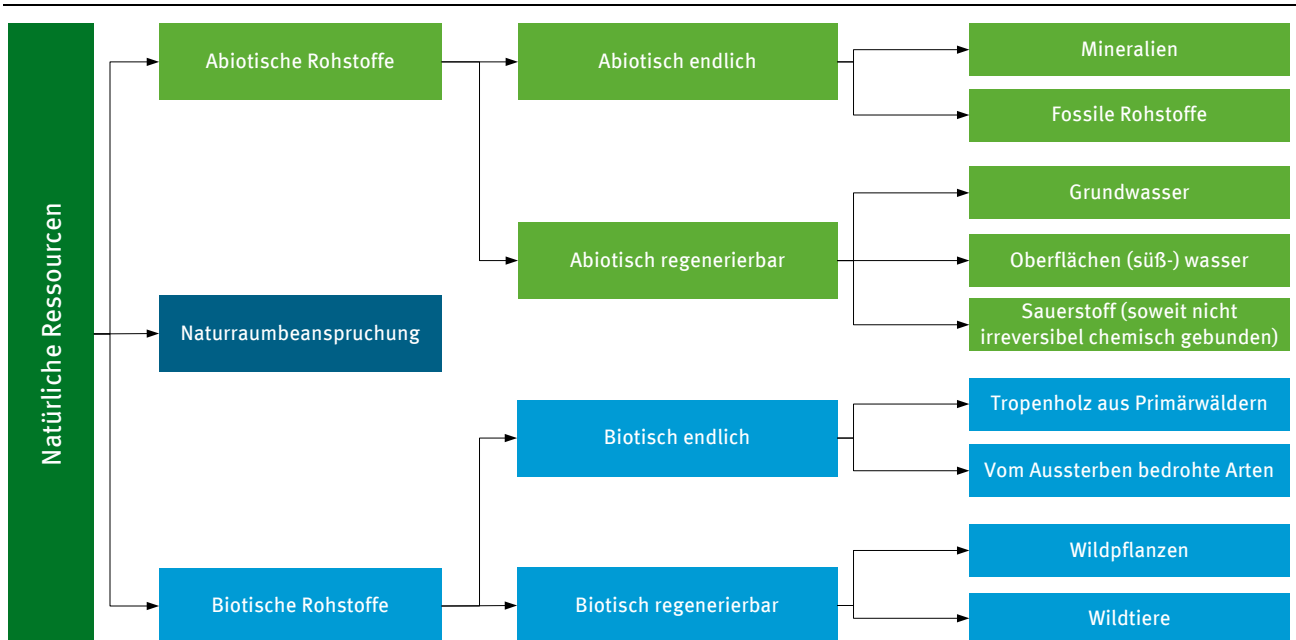 Natürliche Ressourcen
Abiotische Rohstoffe
Abiotisch endlich
Mineralien
Fossile Rohstoffe
Abiotisch regenerierbar
Grundwasser
Oberflächen (süß-) wasser
Sauerstoff (soweit nicht
irreversibel chemisch gebunden)
Naturraumbeanspruchung
Biotische Rohstoffe
Biotisch endlich
Tropenholz aus Primärwäldern
Vom Aussterben bedrohte Arten
Biotisch regenerierbar
Wildpflanzen
Wildtiere